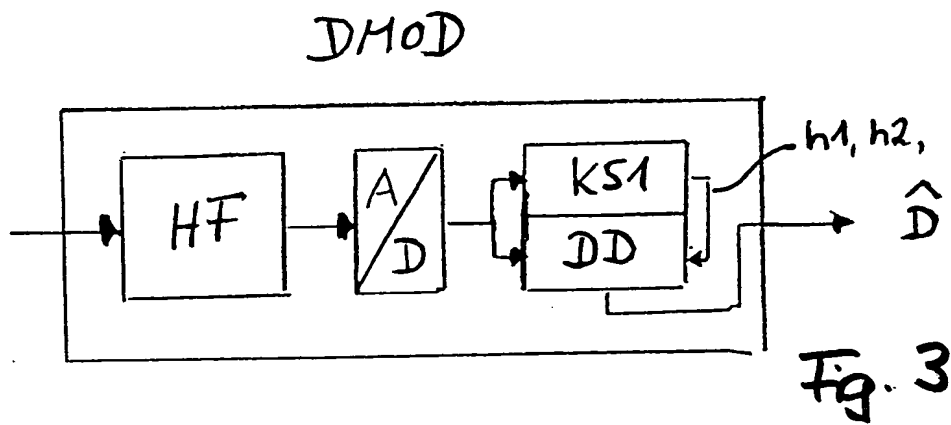 DMOD
HF
A/D
KS1
DD
h1, h2,
D̂
Fig. 3